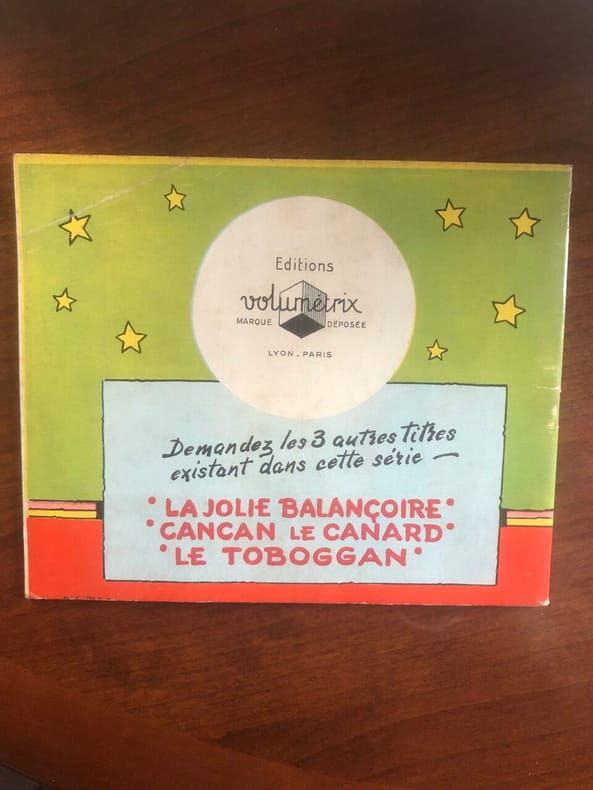 Editions
volumétrix
MARQUE DÉPOSÉE
LYON - PARIS
Demandez les 3 autres titres
existant dans cette série —
• LA JOLIE BALANÇOIRE •
• CANCAN LE CANARD •
• LE TOBOGGAN •